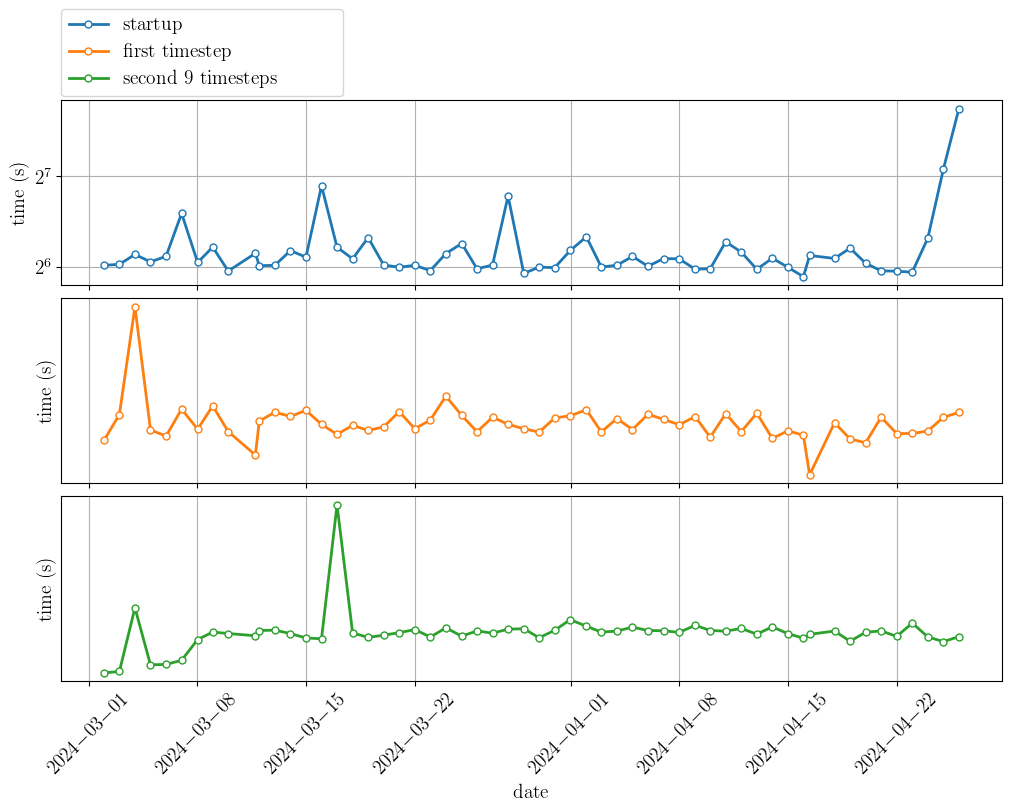 startup
first timestep
second 9 timesteps
time (s)
2^7
2^6
time (s)
time (s)
2024−03−01
2024−03−08
2024−03−15
2024−03−22
2024−04−01
2024−04−08
2024−04−15
2024−04−22
date